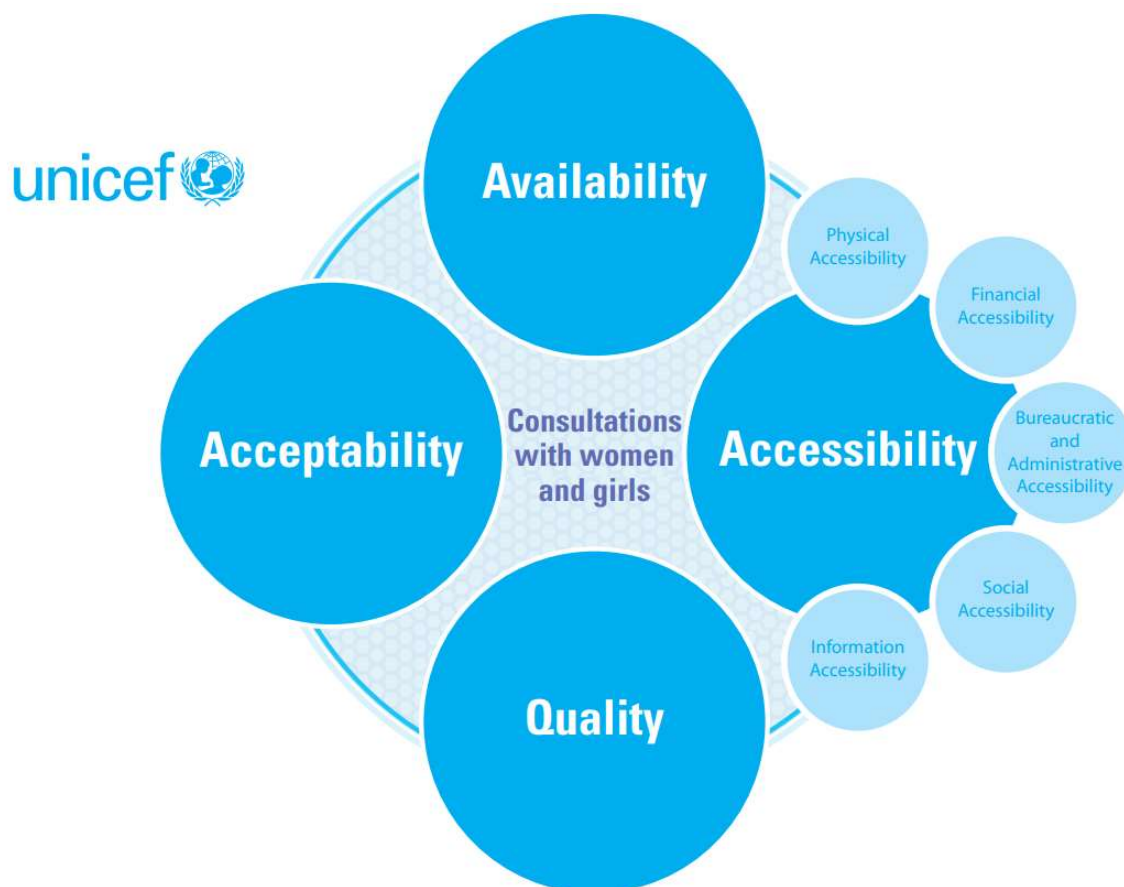 unicef
Availability
Physical
Accessibility
Financial
Accessibility
Acceptability
Consultations
with women
and girls
Accessibility
Bureaucratic
and
Administrative
Accessibility
Social
Accessibility
Information
Accessibility
Quality